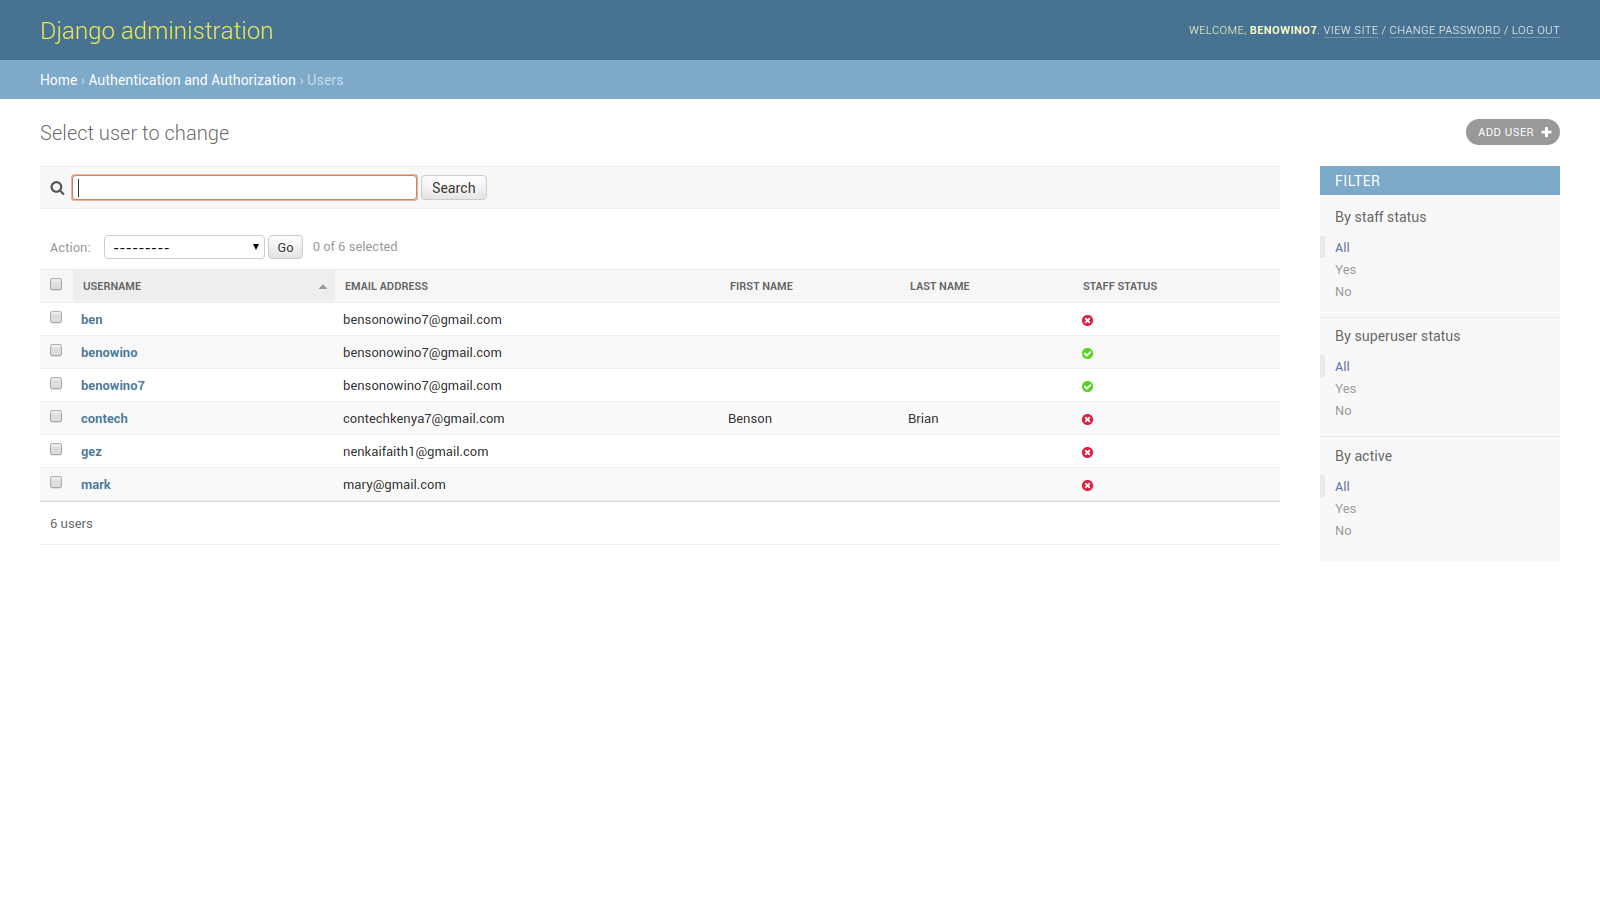 Django administration
WELCOME, BENOWINO7. VIEW SITE / CHANGE PASSWORD / LOG OUT
Home › Authentication and Authorization › Users
Select user to change
ADD USER
Search
Action: --------- Go 0 of 6 selected
USERNAME EMAIL ADDRESS FIRST NAME LAST NAME STAFF STATUS
ben bensonowino7@gmail.com
benowino bensonowino7@gmail.com
benowino7 bensonowino7@gmail.com
contech contechkenya7@gmail.com Benson Brian
gez nenkaifaith1@gmail.com
mark mary@gmail.com
6 users
FILTER
By staff status
All
Yes
No
By superuser status
All
Yes
No
By active
All
Yes
No